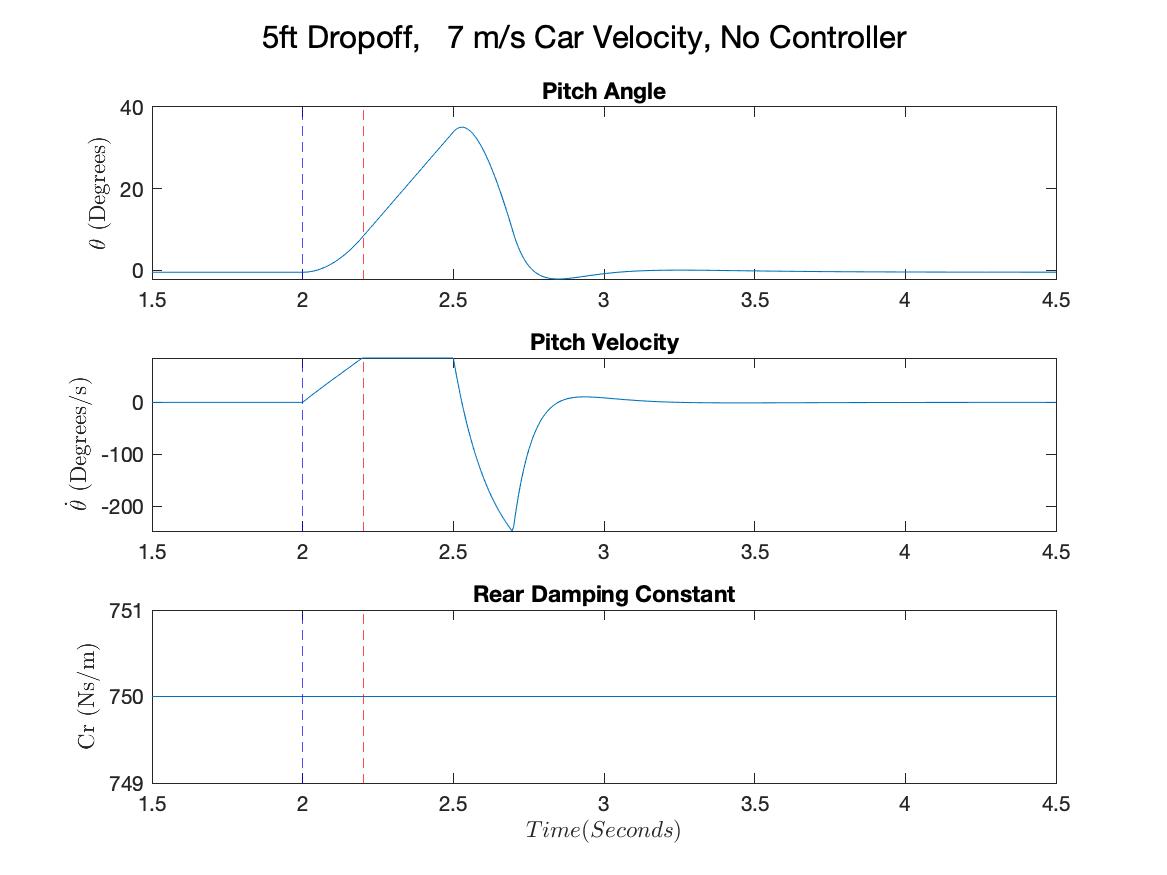 5ft Dropoff,   7 m/s Car Velocity, No Controller
Pitch Angle
θ (Degrees)
40
20
0
1.5 2 2.5 3 3.5 4 4.5
Pitch Velocity
θ̇ (Degrees/s)
0
-100
-200
1.5 2 2.5 3 3.5 4 4.5
Rear Damping Constant
Cr (Ns/m)
751
750
749
1.5 2 2.5 3 3.5 4 4.5
Time(Seconds)